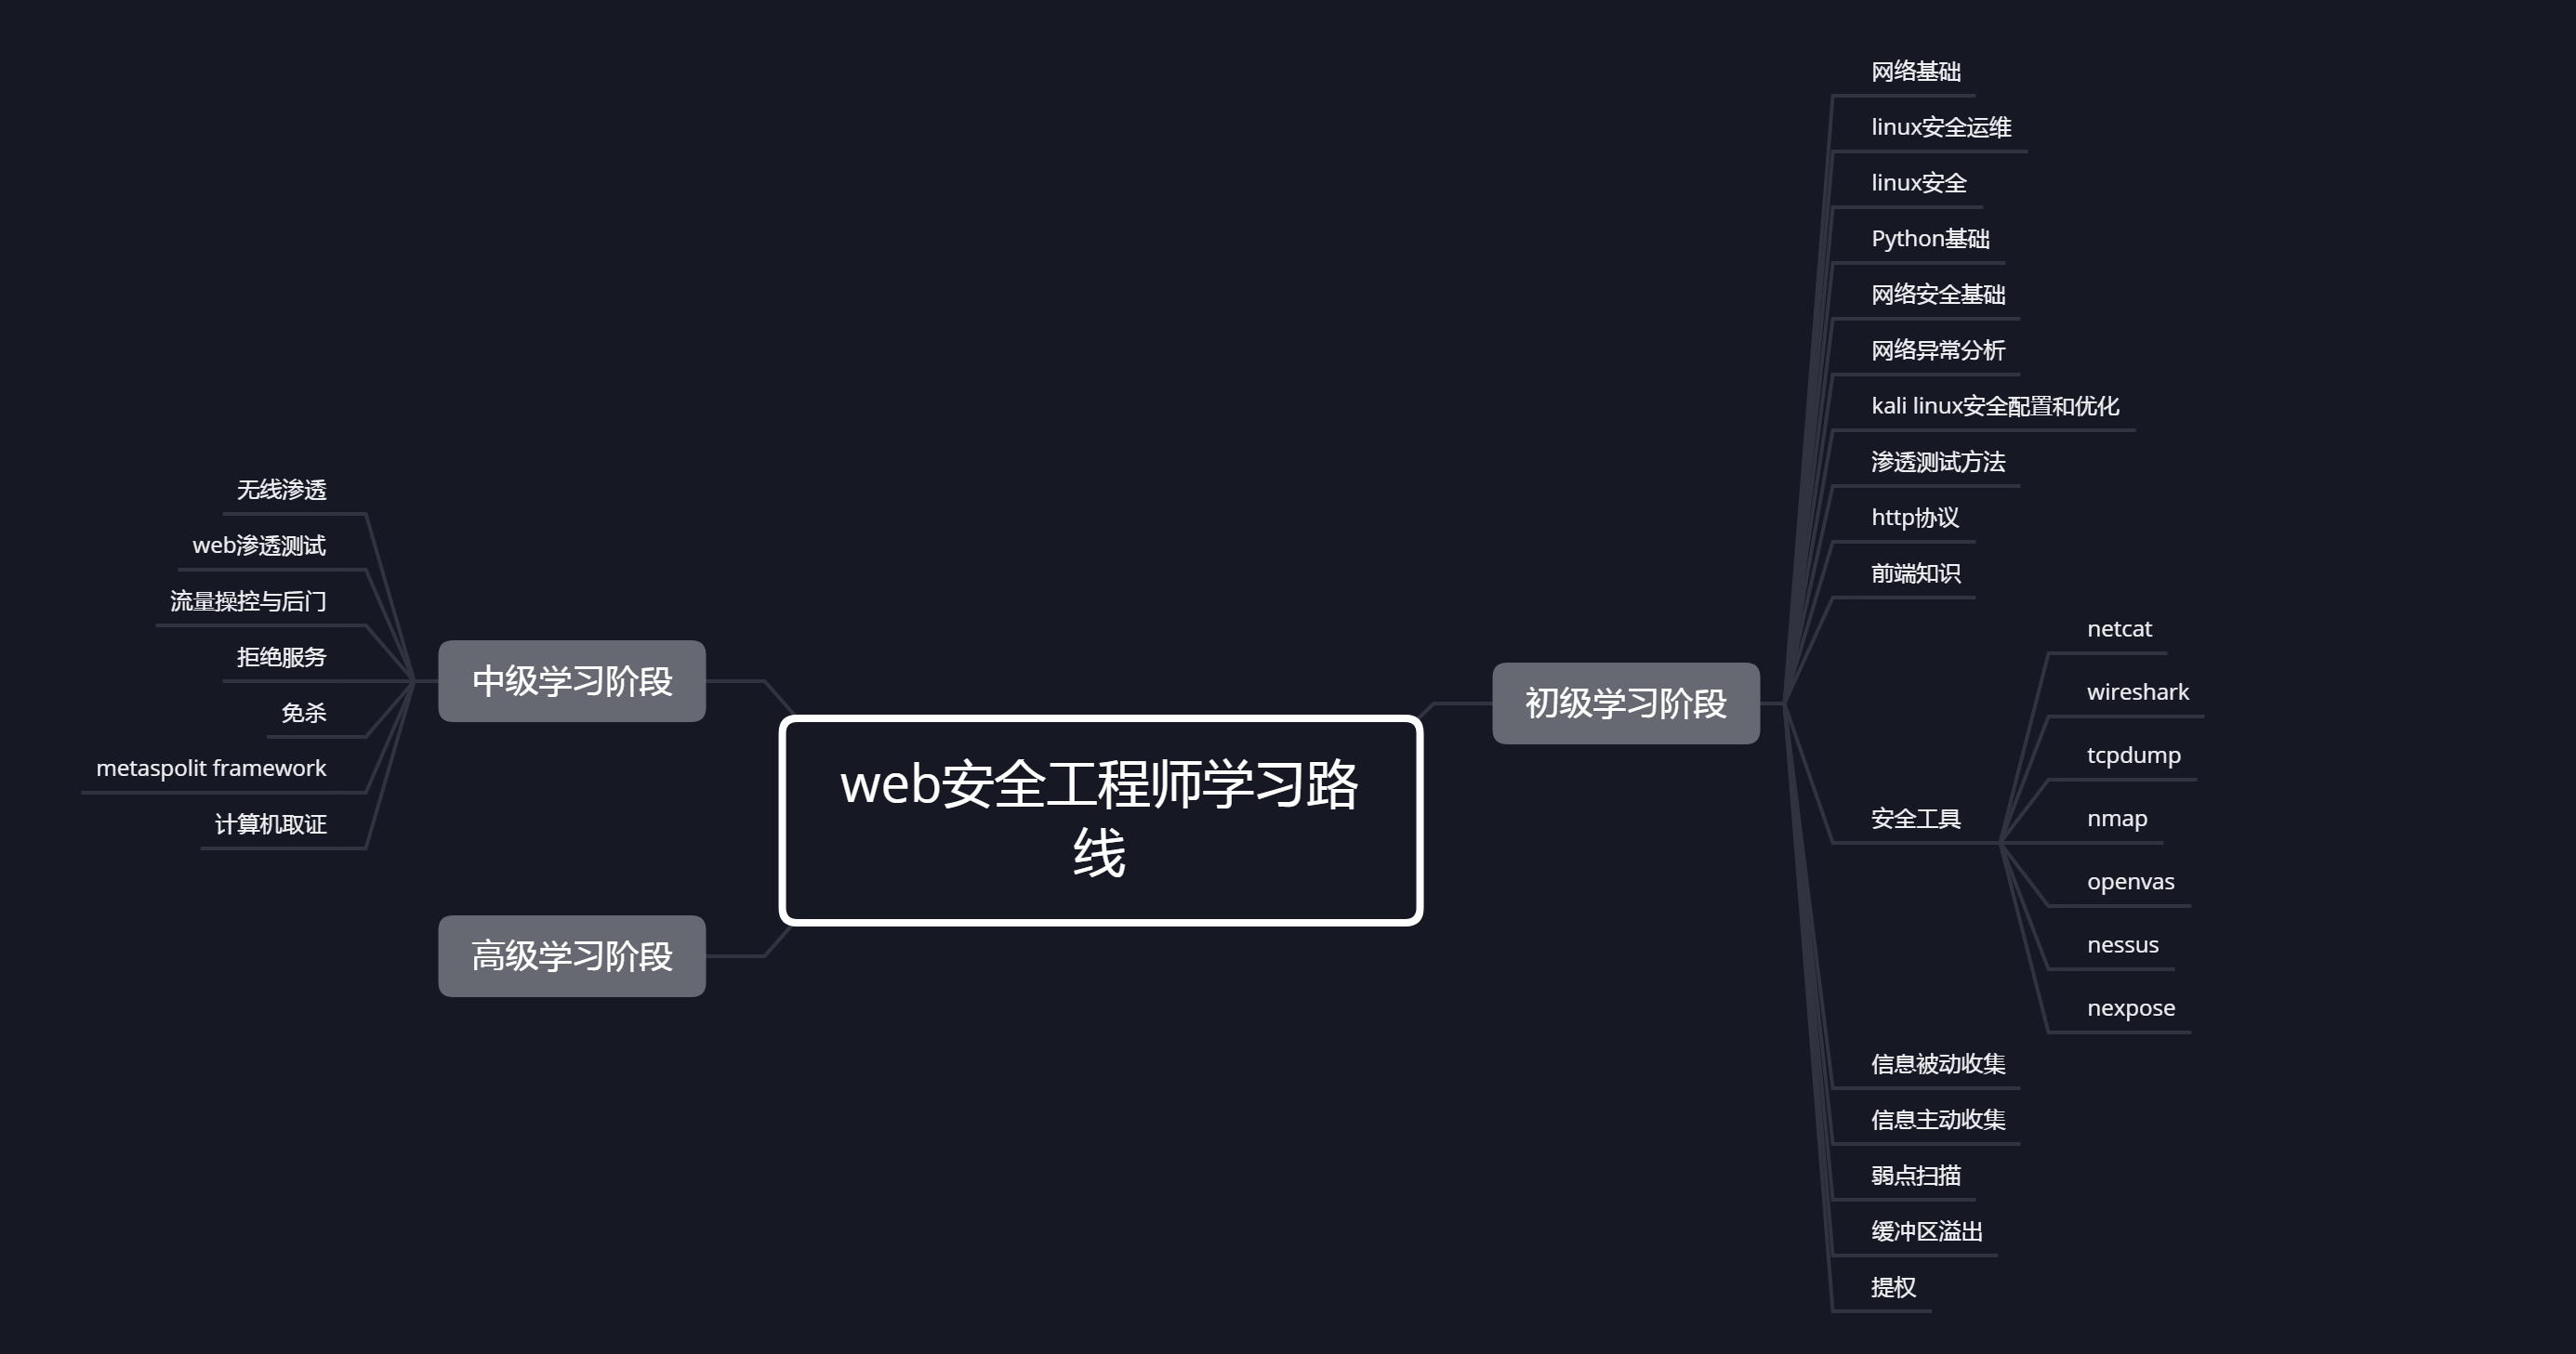 web安全工程师学习路
线
初级学习阶段
网络基础
linux安全运维
linux安全
Python基础
网络安全基础
网络异常分析
kali linux安全配置和优化
渗透测试方法
http协议
前端知识
安全工具
netcat
wireshark
tcpdump
nmap
openvas
nessus
nexpose
信息被动收集
信息主动收集
弱点扫描
缓冲区溢出
提权
中级学习阶段
无线渗透
web渗透测试
流量操控与后门
拒绝服务
免杀
metaspolit framework
计算机取证
高级学习阶段